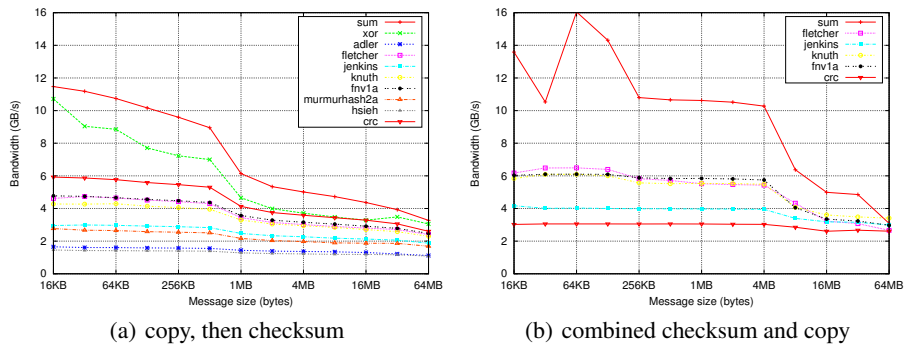 Bandwidth (GB/s)
16
14
12
10
8
6
4
2
0
16KB 64KB 256KB 1MB 4MB 16MB 64MB
Message size (bytes)
sum
xor
adler
fletcher
jenkins
knuth
fnv1a
murmurhash2a
hsieh
crc
(a) copy, then checksum
Bandwidth (GB/s)
16
14
12
10
8
6
4
2
0
16KB 64KB 256KB 1MB 4MB 16MB 64MB
Message size (bytes)
sum
fletcher
jenkins
knuth
fnv1a
crc
(b) combined checksum and copy